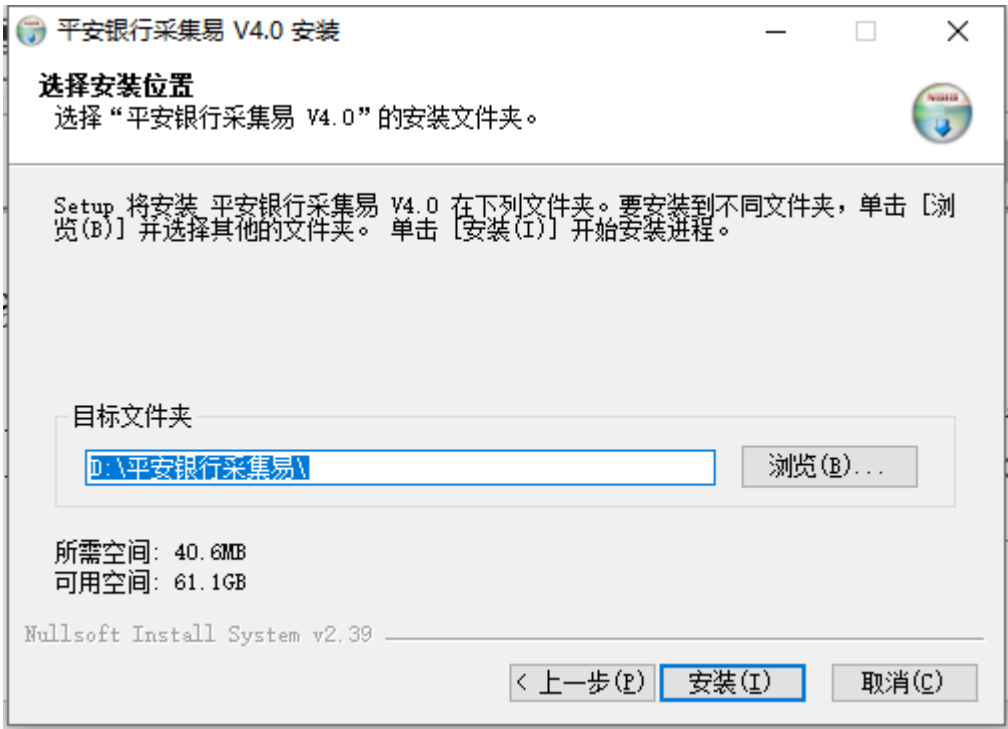 平安银行采集易 V4.0 安装
选择安装位置
选择“平安银行采集易 V4.0”的安装文件夹。
Setup 将安装 平安银行采集易 V4.0 在下列文件夹。要安装到不同文件夹，单击 [浏
览(B)] 并选择其他的文件夹。 单击 [安装(I)] 开始安装进程。
目标文件夹
D:\平安银行采集易\
浏览(B)...
所需空间: 40.6MB
可用空间: 61.1GB
Nullsoft Install System v2.39
< 上一步(P)
安装(I)
取消(C)